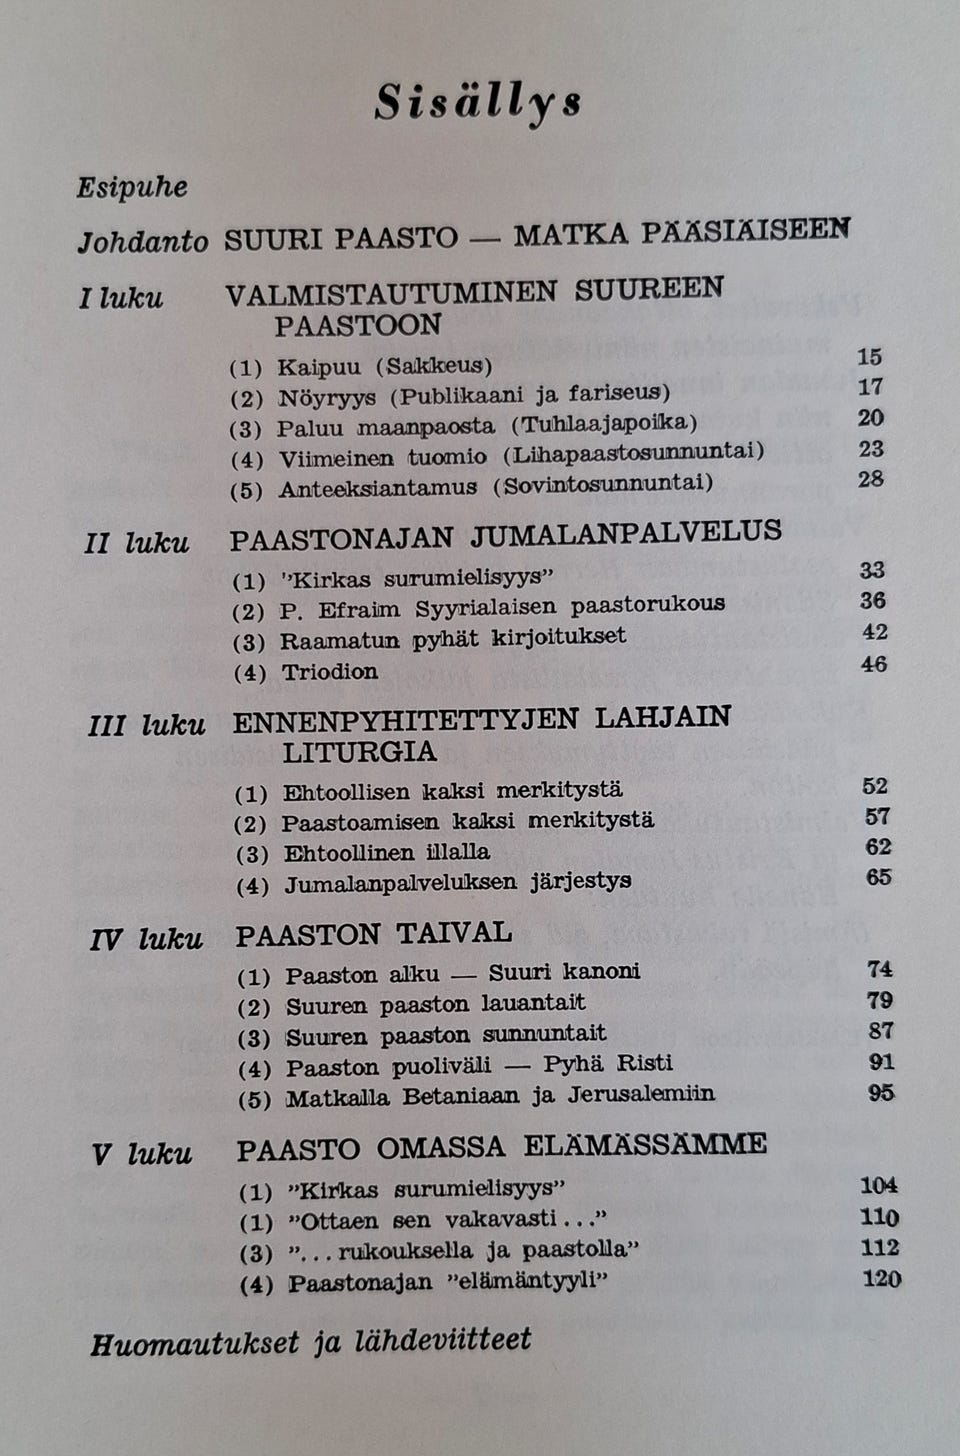 Sisällys
Esipuhe
Johdanto SUURI PAASTO — MATKA PÄÄSIÄISEEN
I luku VALMISTAUTUMINEN SUUREEN
PAASTOON
(1) Kaipuu (Sakkeus) 15
(2) Nöyryys (Publikaani ja fariseus) 17
(3) Paluu maanpaosta (Tuhlaajapoika) 20
(4) Viimeinen tuomio (Lihapaastosunnuntai) 23
(5) Anteeksiantamus (Sovintosunnuntai) 28
II luku PAASTONAJAN JUMALANPALVELUS
(1) "Kirkas surumielisyys" 33
(2) P. Efraim Syyrialaisen paastorukous 36
(3) Raamatun pyhät kirjoitukset 42
(4) Triodion 46
III luku ENNENPYHITETTYJEN LAHJAIN
LITURGIA
(1) Ehtoollisen kaksi merkitystä 52
(2) Paastoamisen kaksi merkitystä 57
(3) Ehtoollinen illalla 62
(4) Jumalanpalveluksen järjestys 65
IV luku PAASTON TAIVAL
(1) Paaston alku — Suuri kanoni 74
(2) Suuren paaston lauantait 79
(3) Suuren paaston sunnuntait 87
(4) Paaston puoliväli — Pyhä Risti 91
(5) Matkalla Betaniaan ja Jerusalemiin 95
V luku PAASTO OMASSA ELÄMÄSSÄMME
(1) "Kirkas surumielisyys" 104
(1) "Ottaen sen vakavasti..." 110
(3) "...rukouksella ja paastolla" 112
(4) Paastonajan "elämäntyyli" 120
Huomautukset ja lähdeviitteet